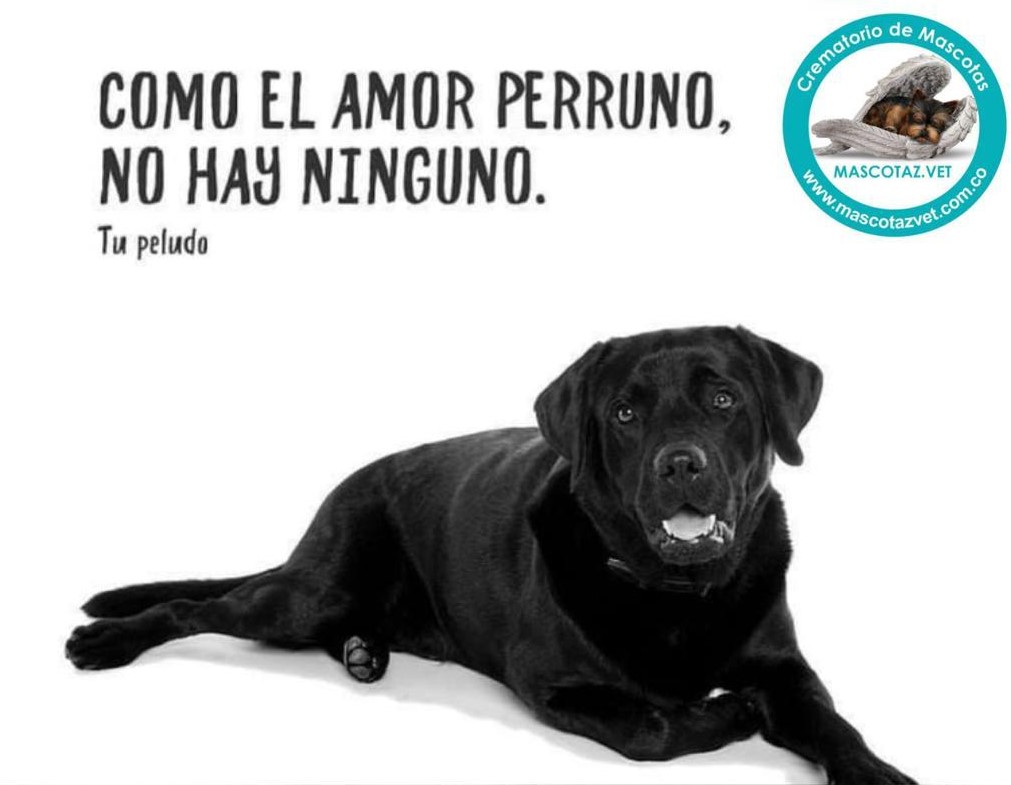 COMO EL AMOR PERRUNO,
NO HAY NINGUNO.
Tu peludo
Crematorio de Mascotas
MASCOTAZ.VET
www.mascotazvet.com.co